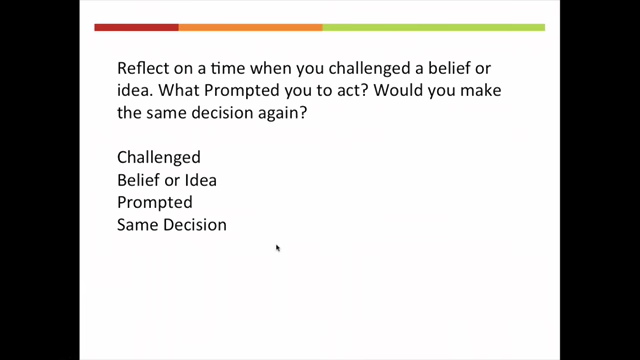 Reflect on a time when you challenged a belief or
idea. What Prompted you to act? Would you make
the same decision again?
Challenged
Belief or Idea
Prompted
Same Decision